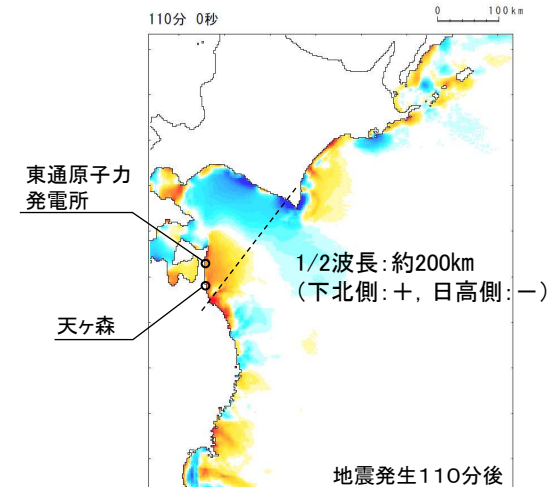 110分 0秒
0 100km
東通原子力
発電所
1/2波長:約200km
(下北側:+, 日高側:-)
天ヶ森
地震発生110分後